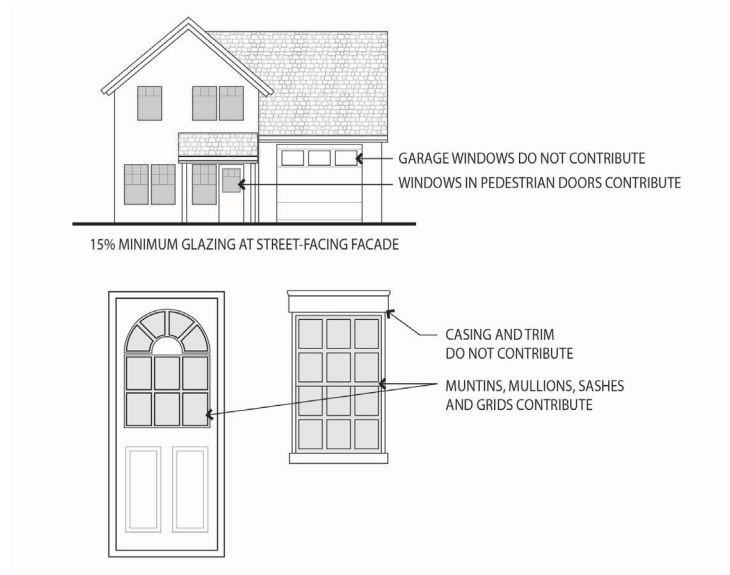 GARAGE WINDOWS DO NOT CONTRIBUTE
WINDOWS IN PEDESTRIAN DOORS CONTRIBUTE
15% MINIMUM GLAZING AT STREET-FACING FACADE
CASING AND TRIM
DO NOT CONTRIBUTE
MUNTINS, MULLIONS, SASHES
AND GRIDS CONTRIBUTE